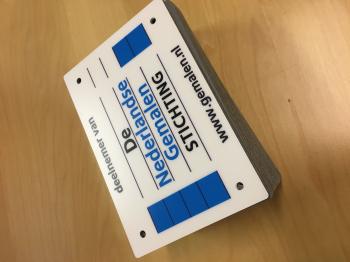 deelnemer van
De
Nederlandse
Gemalen
STICHTING
www.gemalen.nl